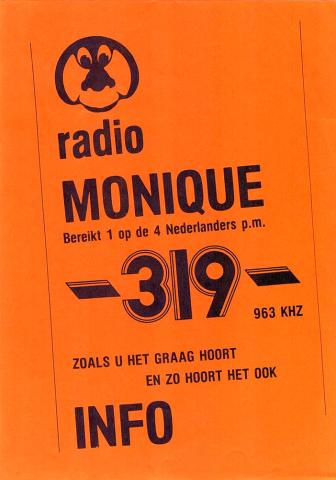 radio
MONIQUE
Bereikt 1 op de 4 Nederlanders p.m.
-319-
963 KHZ
ZOALS U HET GRAAG HOORT
EN ZO HOORT HET OOK
INFO